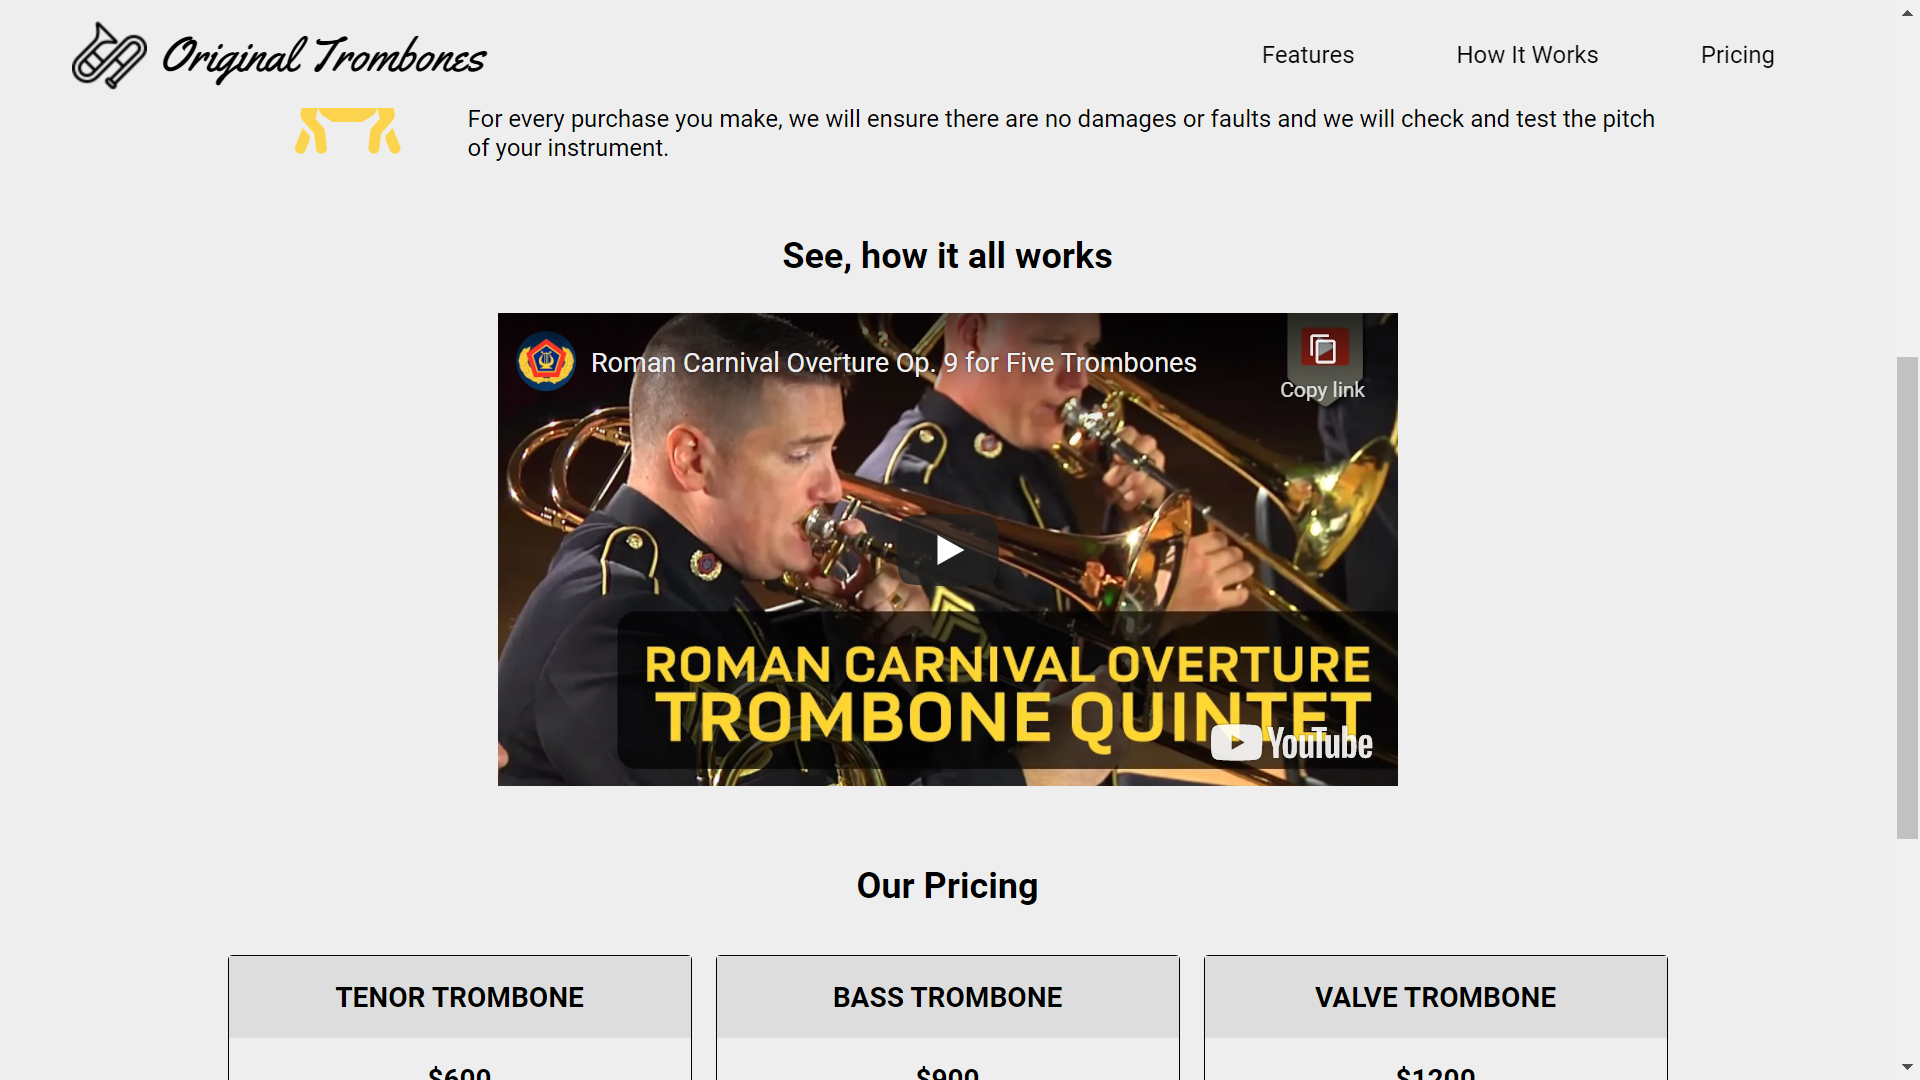 Original Trombones
Features
How It Works
Pricing
For every purchase you make, we will ensure there are no damages or faults and we will check and test the pitch
of your instrument.
See, how it all works
Roman Carnival Overture Op. 9 for Five Trombones
Copy link
ROMAN CARNIVAL OVERTURE
TROMBONE QUINTET
YouTube
Our Pricing
TENOR TROMBONE
BASS TROMBONE
VALVE TROMBONE
$600
$900
$1200